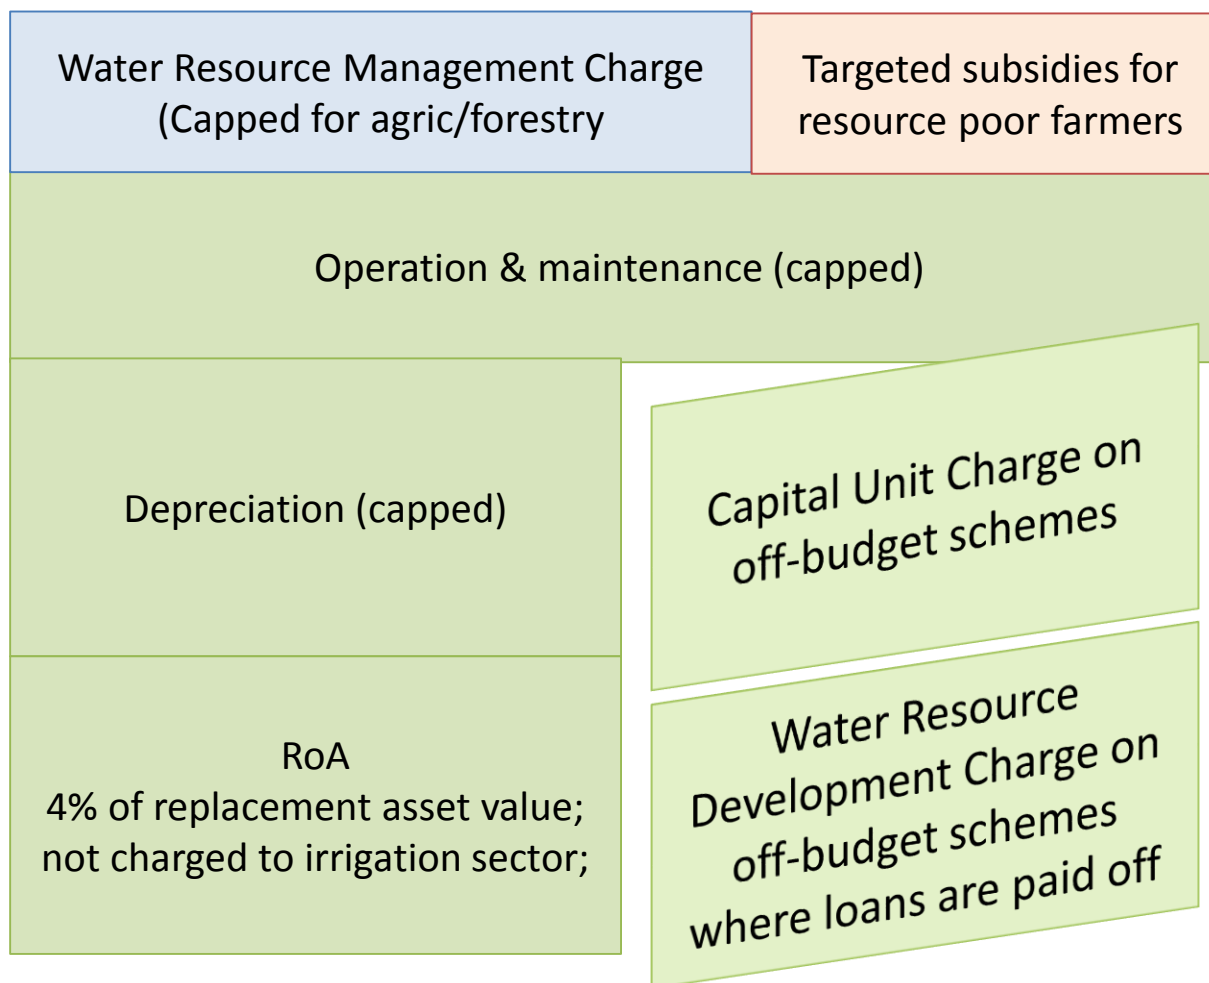 Water Resource Management Charge
(Capped for agric/forestry
Targeted subsidies for
resource poor farmers
Operation & maintenance (capped)
Depreciation (capped)
Capital Unit Charge on
off-budget schemes
RoA
4% of replacement asset value;
not charged to irrigation sector;
Water Resource
Development Charge on
off-budget schemes
where loans are paid off